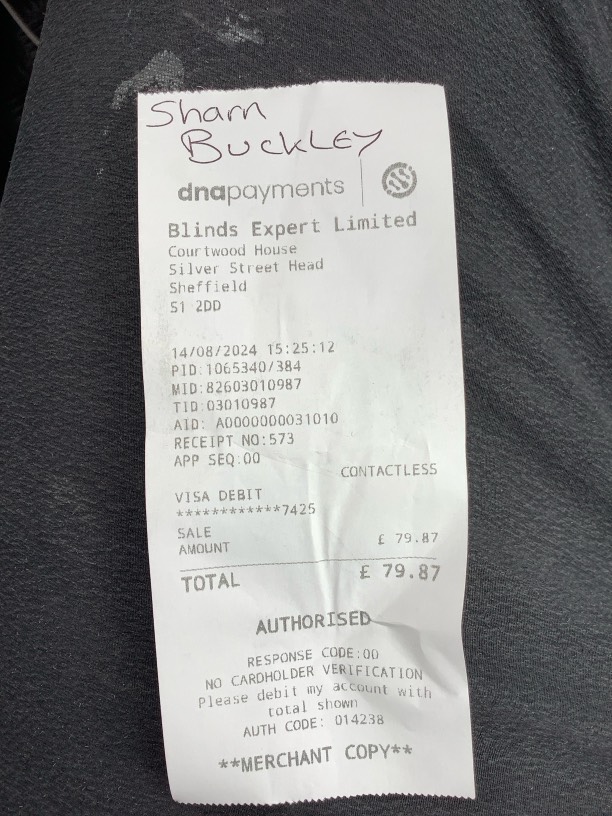 Sharn
BUCKLEY
dnapayments
Blinds Expert Limited
Courtwood House
Silver Street Head
Sheffield
S1 2DD
14/08/2024 15:25:12
PID:1065340/384
MID:82603010987
TID:03010987
AID: A0000000031010
RECEIPT NO:573
APP SEQ:00
CONTACTLESS
VISA DEBIT
************7425
SALE
AMOUNT £ 79.87
TOTAL £ 79.87
AUTHORISED
RESPONSE CODE:00
NO CARDHOLDER VERIFICATION
Please debit my account with
total shown
AUTH CODE: 014238
**MERCHANT COPY**